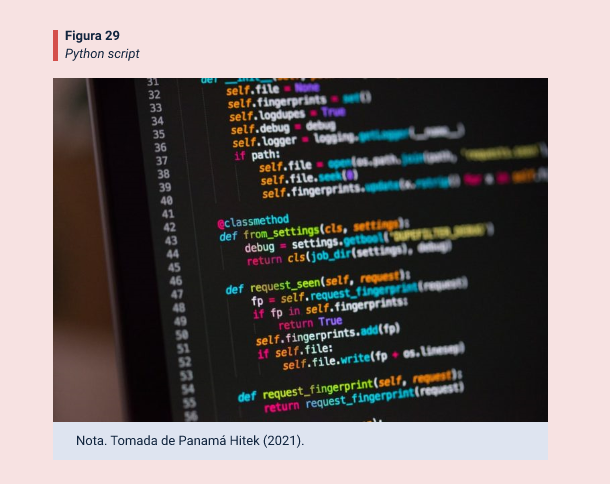 Figura 29
Python script
31 def __init__(self,
32 self.file = None
33 self.fingerprints = set()
34 self.logdupes = True
35 self.debug = debug
36 self.logger = logging.getLogger(__name__)
37 if path:
38 self.file = open(os.path.join(path, 'requests.seen',
39 self.file.seek(0)
40 self.fingerprints.update(x.rstrip() for x in self.
41
42 @classmethod
43 def from_settings(cls, settings):
44 debug = settings.getbool("DUPEFILTER_DEBUG")
45 return cls(job_dir(settings), debug)
46
47 def request_seen(self, request):
48 fp = self.request_fingerprint(request)
49 if fp in self.fingerprints:
50 return True
51 self.fingerprints.add(fp)
52 if self.file:
53 self.file.write(fp + os.linesep)
54
55 def request_fingerprint(self, request):
56 return request_fingerprint(request)
Nota. Tomada de Panamá Hitek (2021).